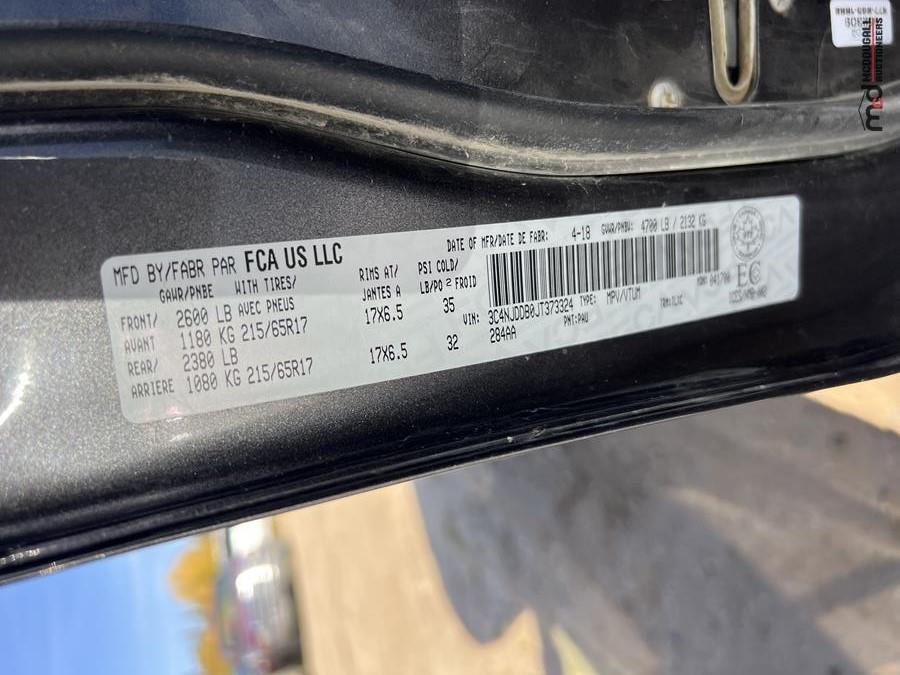 MFD BY/FABR PAR FCA US LLC
DATE OF MFR/DATE DE FABR: 4-18 GVWR/PNBV: 4700 LB / 2132 KG
GAWR/PNBE WITH TIRES/ RIMS AT/ PSI COLD/
AVEC PNEUS JANTES A LB/PO² FROID
FRONT/ 2600 LB
AVANT 1180 KG 215/65R17 17X6.5 35
REAR/ 2380 LB
ARRIERE 1080 KG 215/65R17 17X6.5 32
VIN: 3C4NJDDB0JT373324 TYPE: MPV/VTUM
284AA PNT:PAU TRM:
EC
MCDOUGALL
AUCTIONEERS